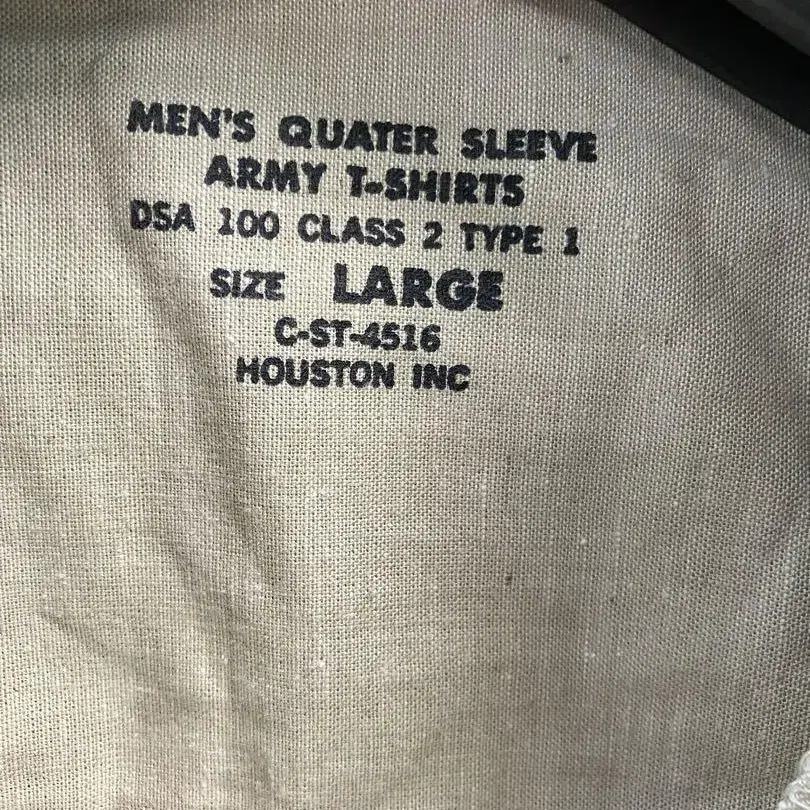 MEN'S QUATER SLEEVE
ARMY T-SHIRTS
DSA 100 CLASS 2 TYPE 1
SIZE LARGE
C-ST-4516
HOUSTON INC